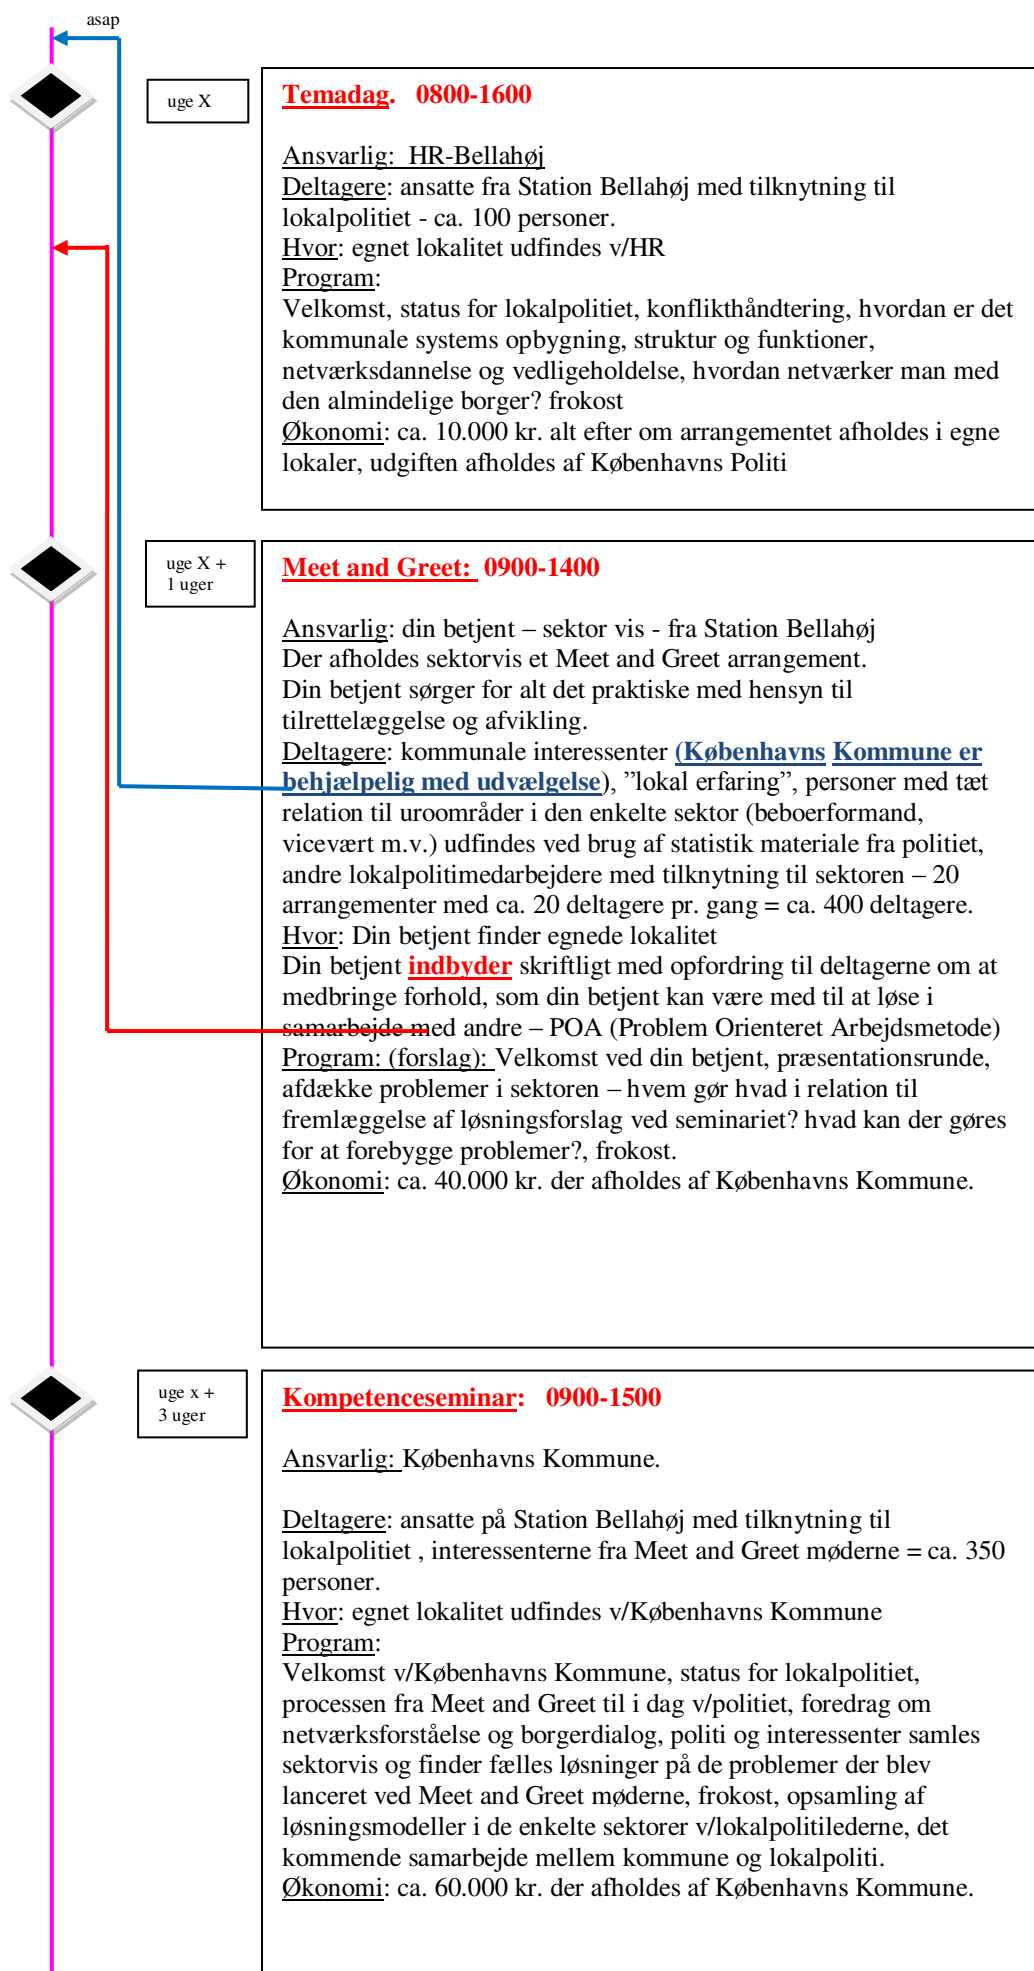 asap
uge X
Temadag. 0800-1600
Ansvarlig: HR-Bellahøj
Deltagere: ansatte fra Station Bellahøj med tilknytning til
lokalpolitiet - ca. 100 personer.
Hvor: egnet lokalitet udfindes v/HR
Program:
Velkomst, status for lokalpolitiet, konflikthåndtering, hvordan er det
kommunale systems opbygning, struktur og funktioner,
netværksdannelse og vedligeholdelse, hvordan netværker man med
den almindelige borger? frokost
Økonomi: ca. 10.000 kr. alt efter om arrangementet afholdes i egne
lokaler, udgiften afholdes af Københavns Politi
uge X +
1 uger
Meet and Greet: 0900-1400
Ansvarlig: din betjent – sektor vis - fra Station Bellahøj
Der afholdes sektorvis et Meet and Greet arrangement.
Din betjent sørger for alt det praktiske med hensyn til
tilrettelæggelse og afvikling.
Deltagere: kommunale interessenter (Københavns Kommune er
behjælpelig med udvælgelse), ”lokal erfaring”, personer med tæt
relation til uroområder i den enkelte sektor (beboerformand,
vicevært m.v.) udfindes ved brug af statistik materiale fra politiet,
andre lokalpolitimedarbejdere med tilknytning til sektoren – 20
arrangementer med ca. 20 deltagere pr. gang = ca. 400 deltagere.
Hvor: Din betjent finder egnede lokalitet
Din betjent indbyder skriftligt med opfordring til deltagerne om at
medbringe forhold, som din betjent kan være med til at løse i
samarbejde med andre – POA (Problem Orienteret Arbejdsmetode)
Program: (forslag): Velkomst ved din betjent, præsentationsrunde,
afdække problemer i sektoren – hvem gør hvad i relation til
fremlæggelse af løsningsforslag ved seminariet? hvad kan der gøres
for at forebygge problemer?, frokost.
Økonomi: ca. 40.000 kr. der afholdes af Københavns Kommune.
uge x +
3 uger
Kompetenceseminar: 0900-1500
Ansvarlig: Københavns Kommune.
Deltagere: ansatte på Station Bellahøj med tilknytning til
lokalpolitiet , interessenterne fra Meet and Greet møderne = ca. 350
personer.
Hvor: egnet lokalitet udfindes v/Københavns Kommune
Program:
Velkomst v/Københavns Kommune, status for lokalpolitiet,
processen fra Meet and Greet til i dag v/politiet, foredrag om
netværksforståelse og borgerdialog, politi og interessenter samles
sektorvis og finder fælles løsninger på de problemer der blev
lanceret ved Meet and Greet møderne, frokost, opsamling af
løsningsmodeller i de enkelte sektorer v/lokalpolitilederne, det
kommende samarbejde mellem kommune og lokalpoliti.
Økonomi: ca. 60.000 kr. der afholdes af Københavns Kommune.